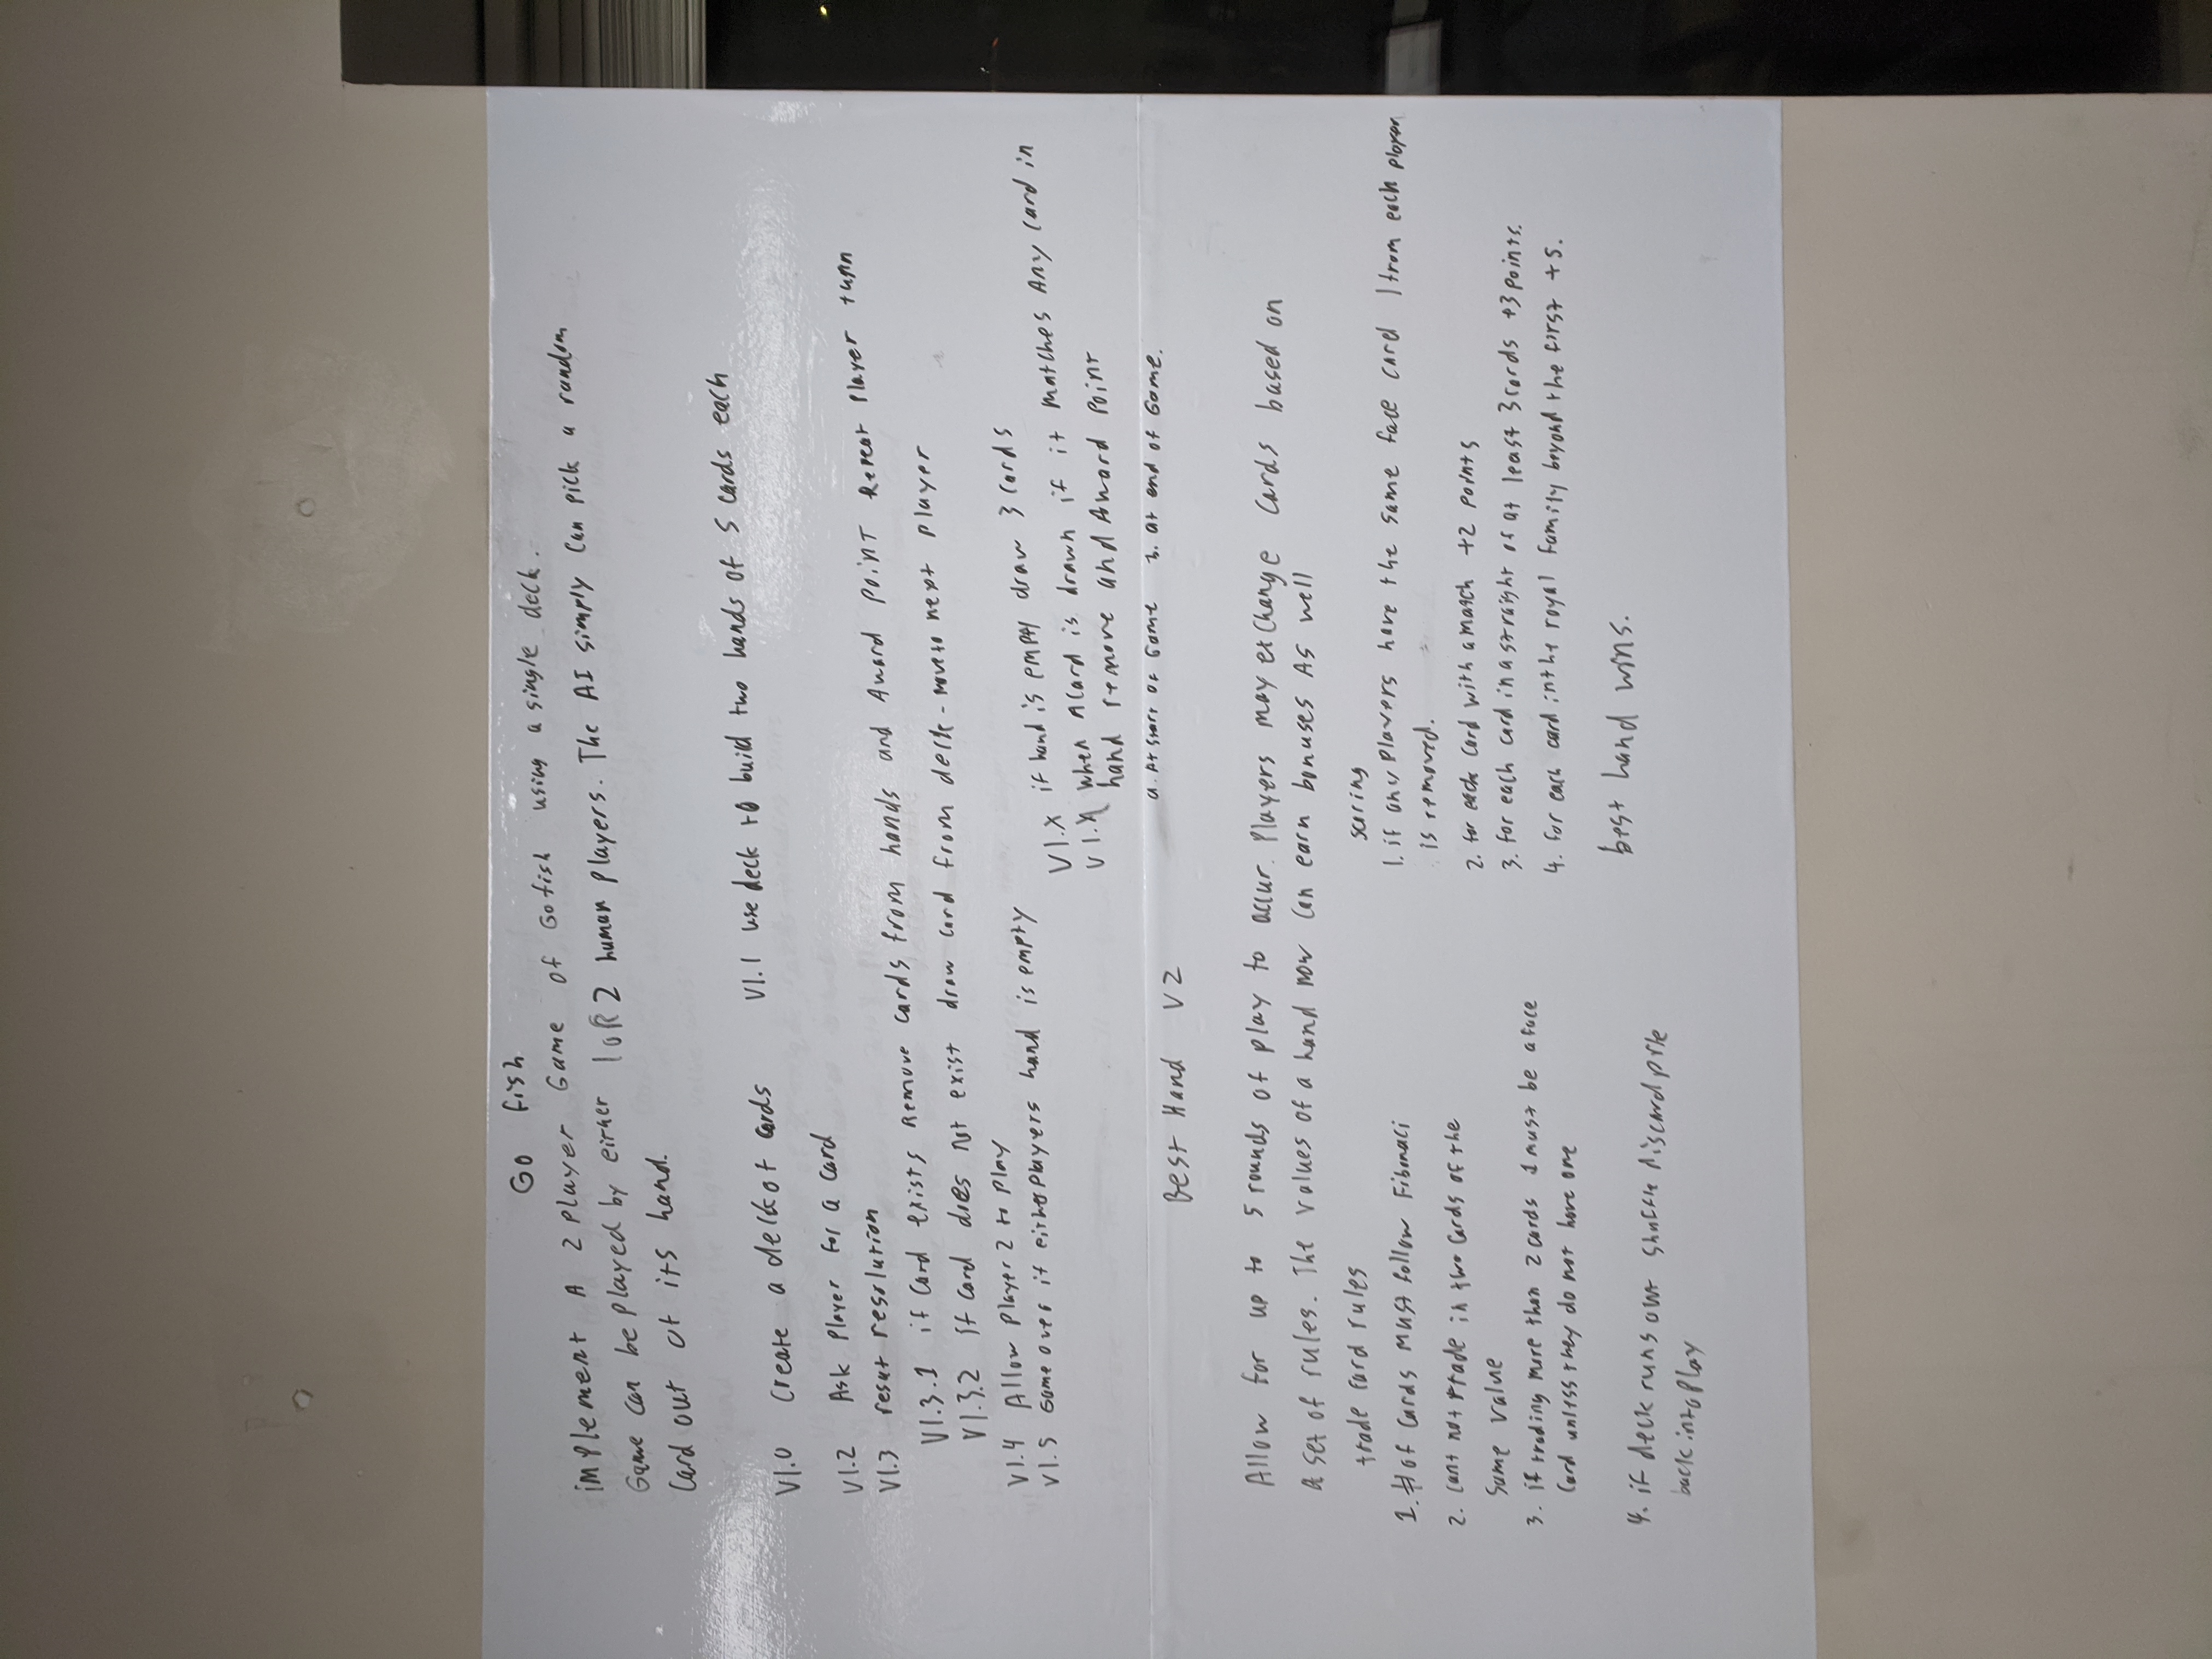 Go fish
implement A 2 Player Game of Gofish using a single deck.
Game can be played by either 1 oR 2 human players. The AI simply can pick a random
Card out of its hand.
V1.0 Create a deck of cards
V1.1 use deck to build two hands of 5 cards each
V1.2 Ask Player for a card
V1.3 resolution
V1.3.1 if Card exists Remove cards from hands and Award Point Repeat Player turn
V1.3.2 If Card does not exist draw card from deck - move to next player
V1.4 Allow Player 2 to Play
V1.5 Game over if either players hand is empty
V1.X if hand is empty draw 3 cards
when A Card is drawn if it matches Any card in
hand remove and Award Point
a. At start of Game b. at end of Game.
Best Hand V2
Allow for up to 5 rounds of play to occur. Players may exchange cards based on
a set of rules. The values of a hand now can earn bonuses As well
trade card rules
1. # of Cards must follow Fibonaci
2. cant not trade in two cards of the
Same value
3. if trading more than 2 cards 1 must be a face
Card unless they do not have one
4. if deck runs out shuffle discard pile
back into Play
scoring
1. if any Players have the same face card 1 from each player
is removed.
2. for each card with a match +2 points
3. for each card in a straight of at least 3 cards +3 points.
4. for each card in the royal family beyond the first +5.
best hand wins.